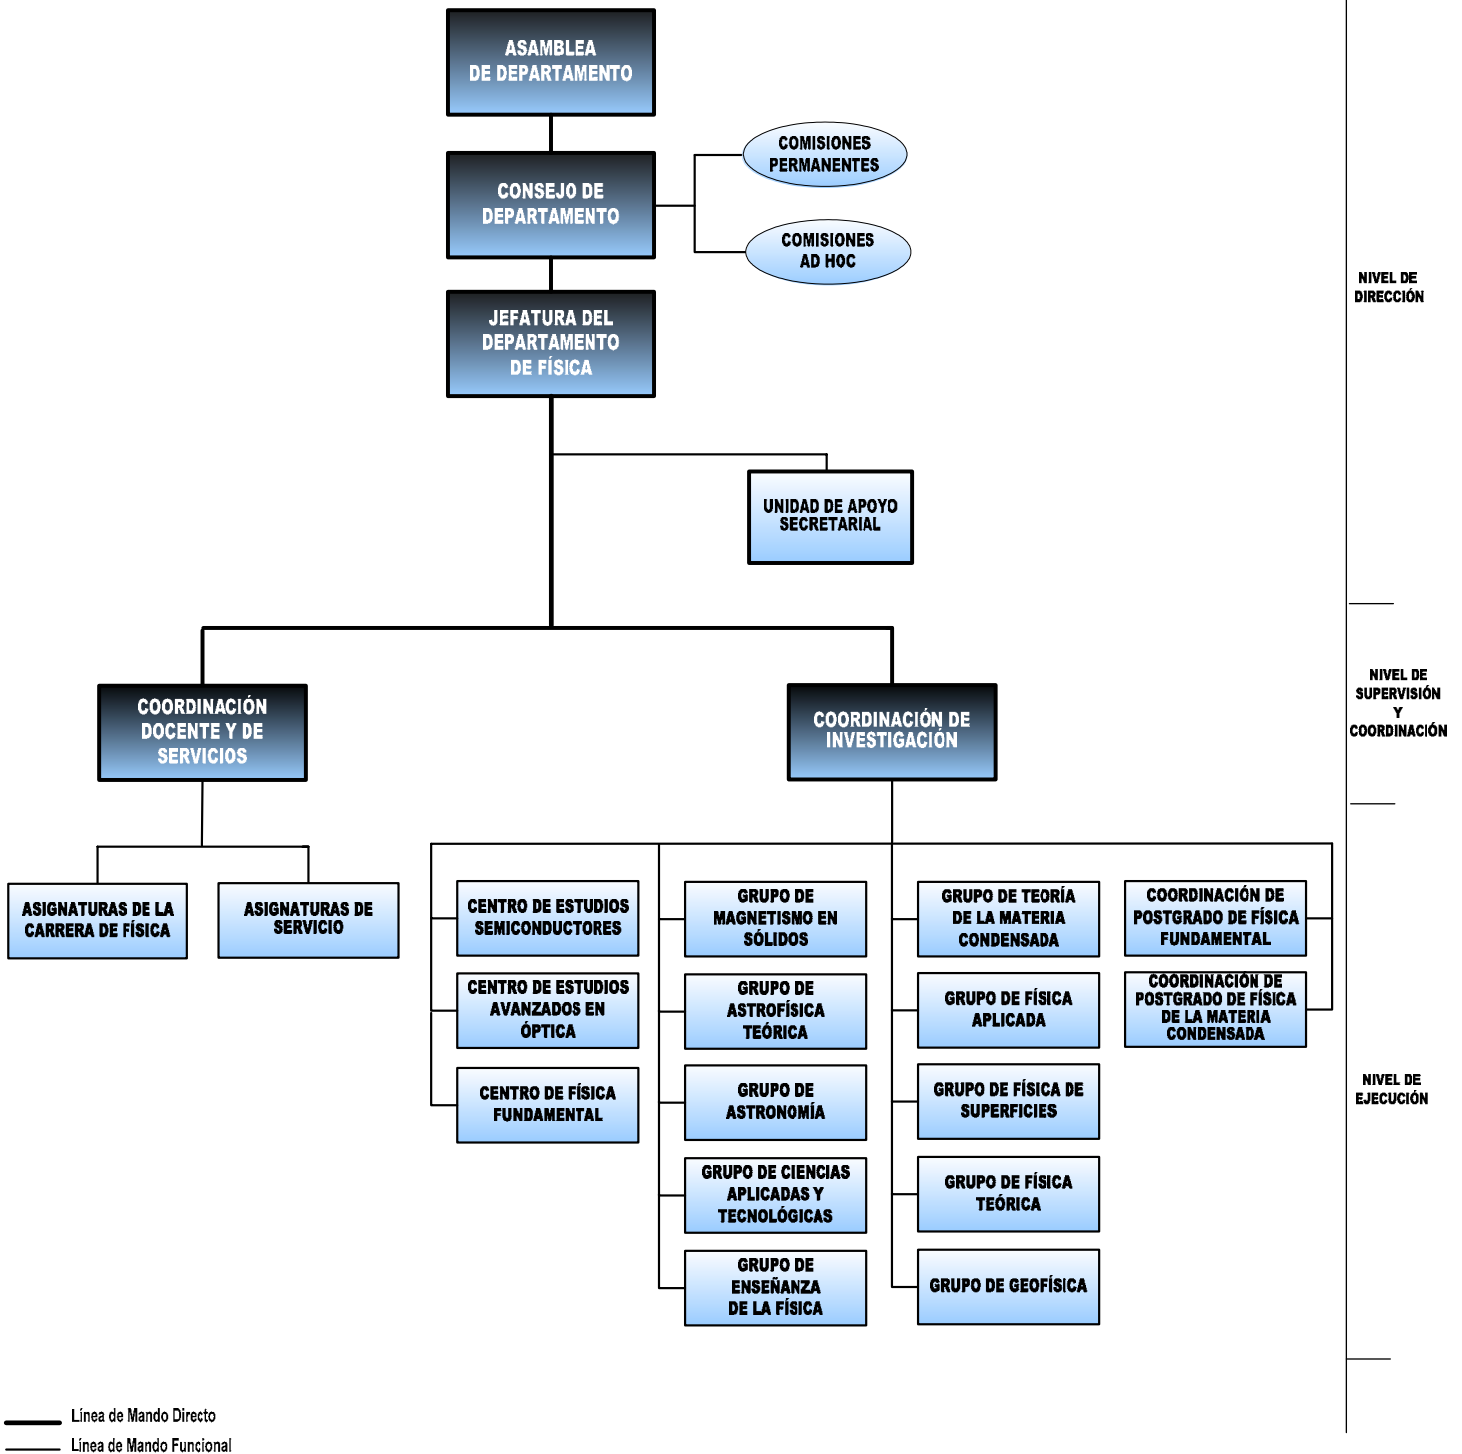 ASAMBLEA
DE DEPARTAMENTO
COMISIONES
PERMANENTES
CONSEJO DE
DEPARTAMENTO
COMISIONES
AD HOC
JEFATURA DEL
DEPARTAMENTO
DE FÍSICA
NIVEL DE
DIRECCIÓN
UNIDAD DE APOYO
SECRETARIAL
COORDINACIÓN
DOCENTE Y DE
SERVICIOS
COORDINACIÓN DE
INVESTIGACIÓN
NIVEL DE
SUPERVISIÓN
Y
COORDINACIÓN
ASIGNATURAS DE LA
CARRERA DE FÍSICA
ASIGNATURAS DE
SERVICIO
CENTRO DE ESTUDIOS
SEMICONDUCTORES
CENTRO DE ESTUDIOS
AVANZADOS EN
ÓPTICA
CENTRO DE FÍSICA
FUNDAMENTAL
GRUPO DE
MAGNETISMO EN
SÓLIDOS
GRUPO DE
ASTROFÍSICA
TEÓRICA
GRUPO DE
ASTRONOMÍA
GRUPO DE CIENCIAS
APLICADAS Y
TECNOLÓGICAS
GRUPO DE
ENSEÑANZA
DE LA FÍSICA
GRUPO DE TEORÍA
DE LA MATERIA
CONDENSADA
GRUPO DE FÍSICA
APLICADA
GRUPO DE FÍSICA DE
SUPERFICIES
GRUPO DE FÍSICA
TEÓRICA
GRUPO DE GEOFÍSICA
COORDINACIÓN DE
POSTGRADO DE FÍSICA
FUNDAMENTAL
COORDINACIÓN DE
POSTGRADO DE FÍSICA
DE LA MATERIA
CONDENSADA
NIVEL DE
EJECUCIÓN
Línea de Mando Directo
Línea de Mando Funcional